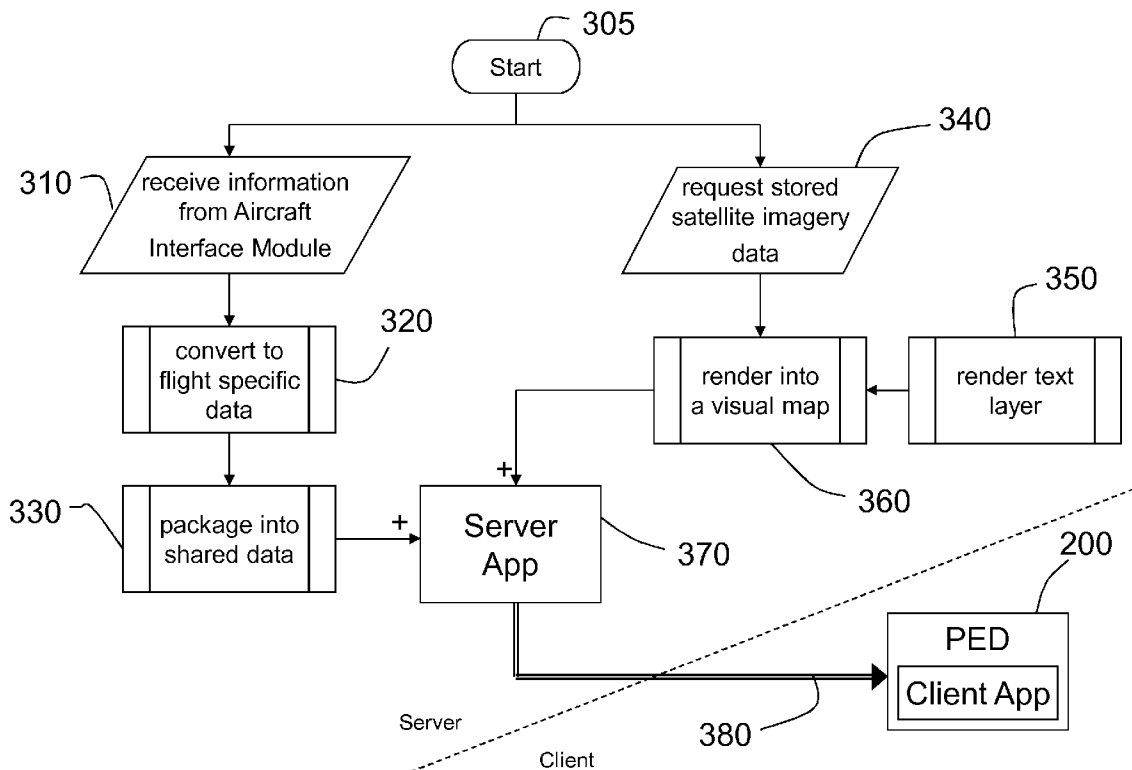 305
Start
310
receive information
from Aircraft
Interface Module
340
request stored
satellite imagery
data
320
convert to
flight specific
data
350
render text
layer
render into
a visual map
360
330
package into
shared data
+
+
Server
App
370
200
PED
Client App
380
Server
Client